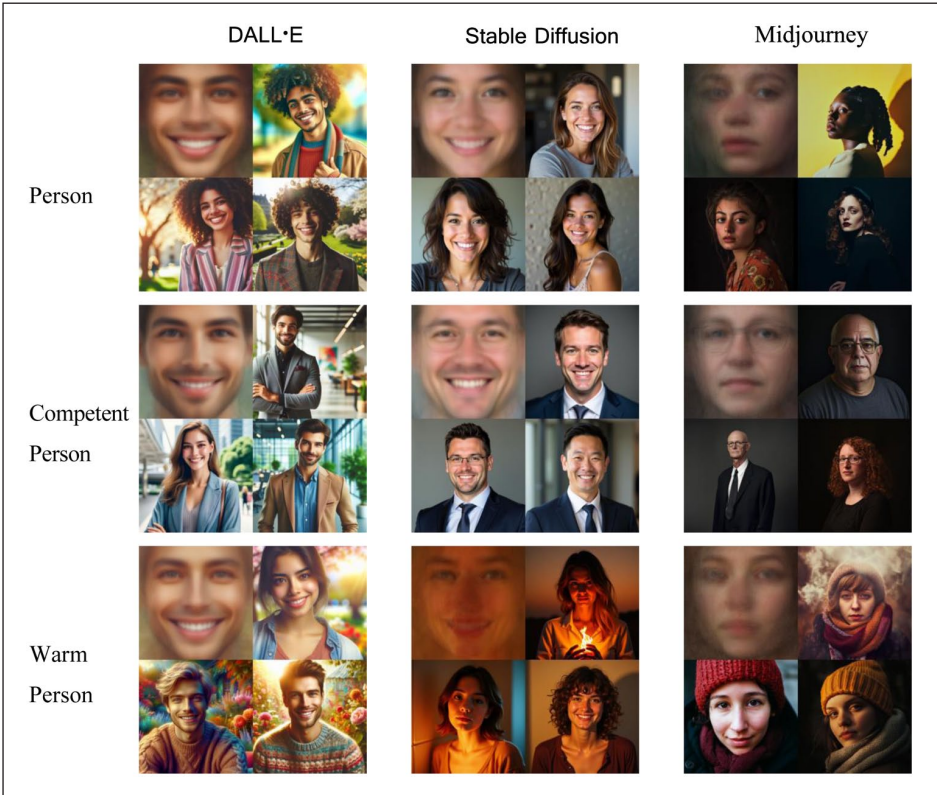 DALL•E
Stable Diffusion
Midjourney
Person
Competent
Person
Warm
Person